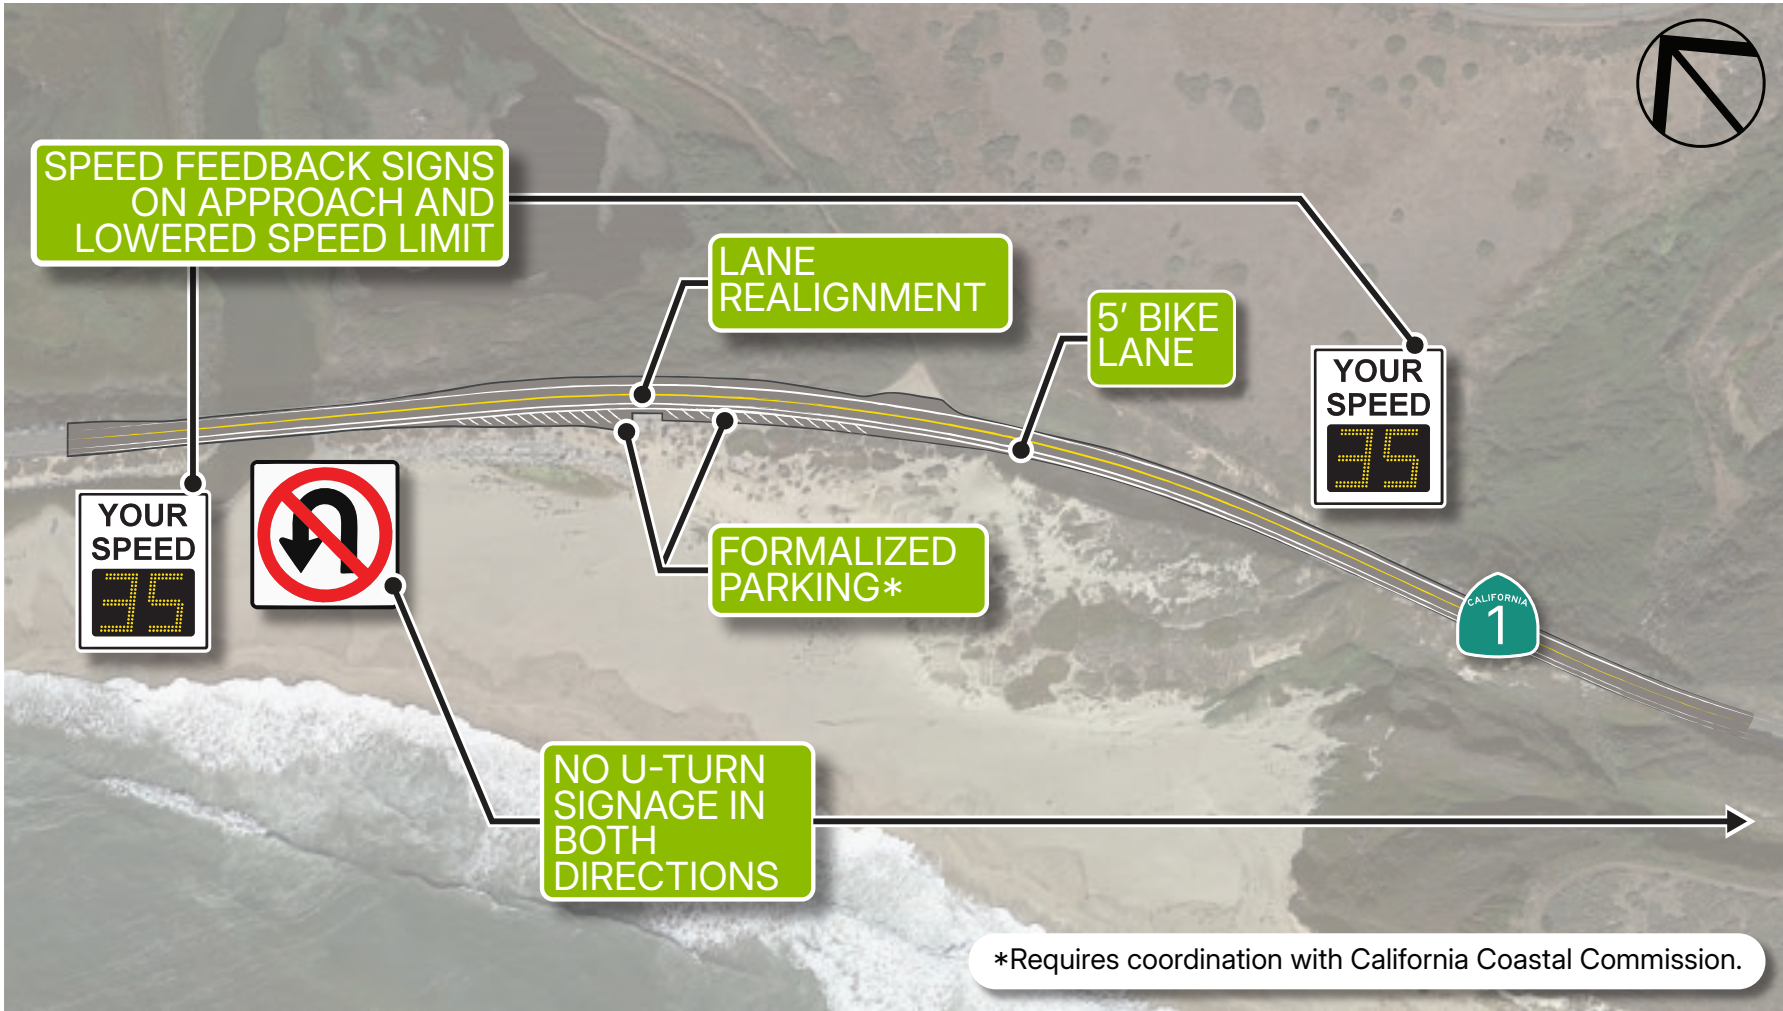 SPEED FEEDBACK SIGNS
ON APPROACH AND
LOWERED SPEED LIMIT
LANE
REALIGNMENT
5' BIKE
LANE
YOUR
SPEED
35
YOUR
SPEED
35
FORMALIZED
PARKING*
CALIFORNIA
1
NO U-TURN
SIGNAGE IN
BOTH
DIRECTIONS
*Requires coordination with California Coastal Commission.